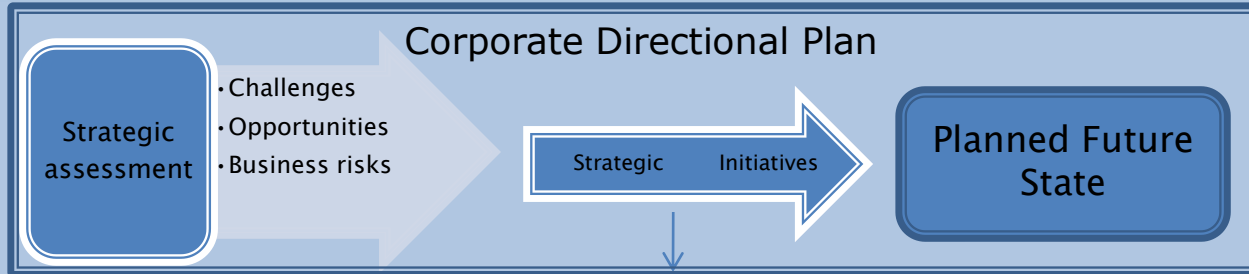 Corporate Directional Plan
Strategic
assessment
•Challenges
•Opportunities
•Business risks
Strategic Initiatives
Planned Future
State